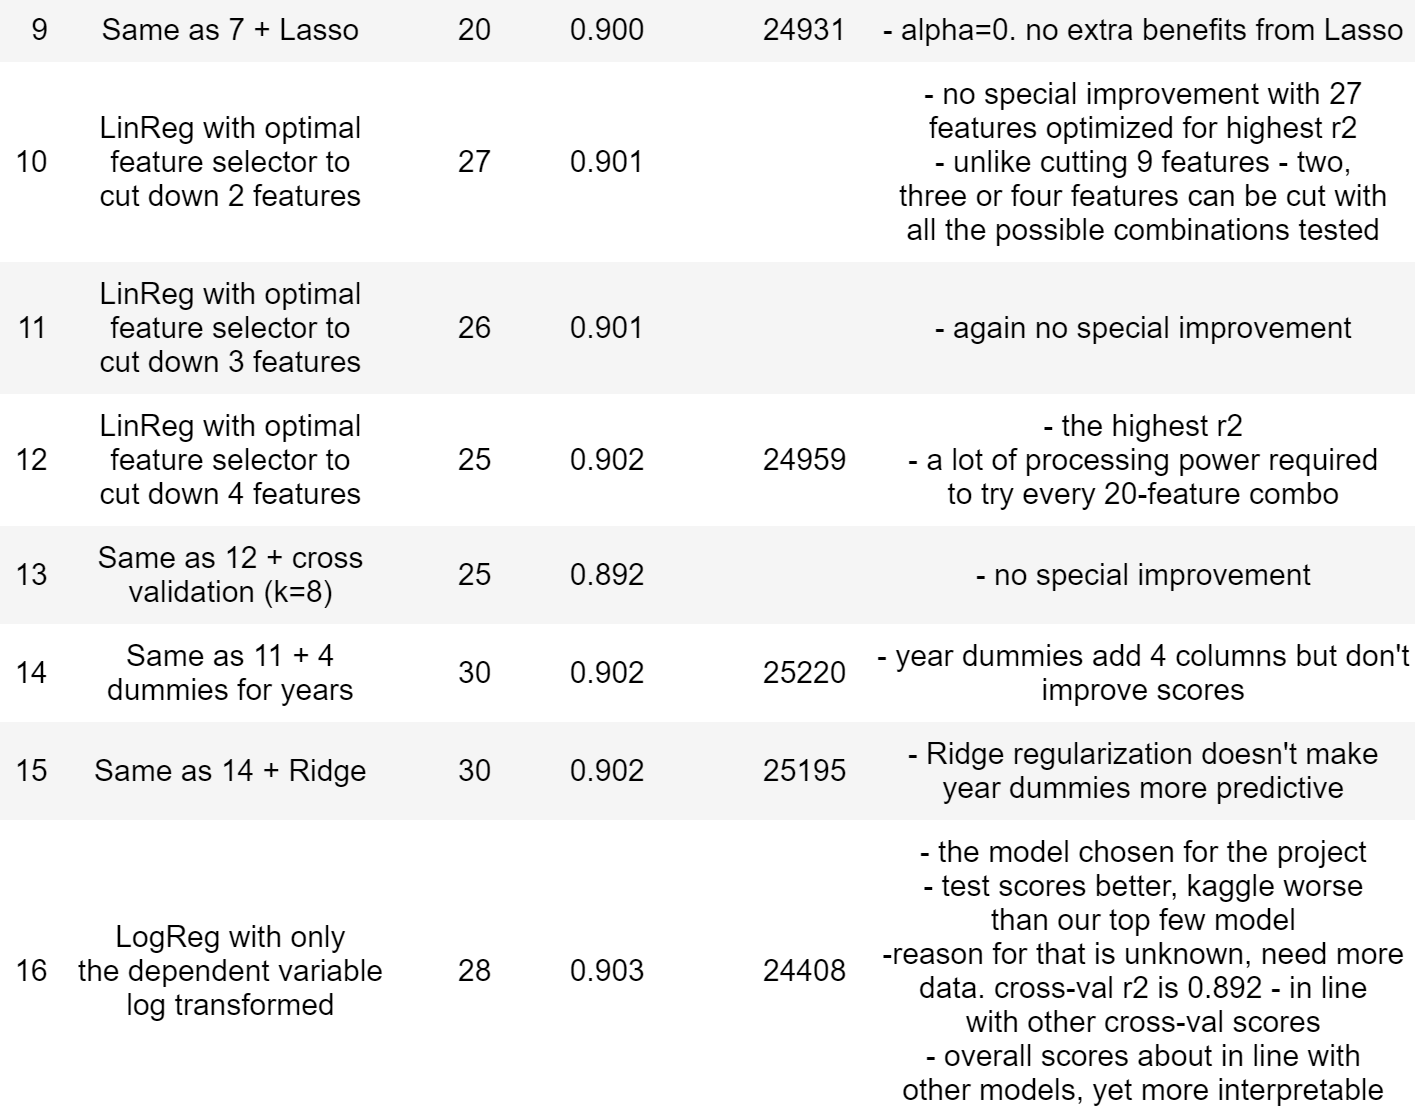 9 Same as 7 + Lasso 20 0.900 24931 - alpha=0. no extra benefits from Lasso
- no special improvement with 27
LinReg with optimal features optimized for highest r2
10 feature selector to 27 0.901 - unlike cutting 9 features - two,
cut down 2 features three or four features can be cut with
all the possible combinations tested
LinReg with optimal
11 feature selector to 26 0.901 - again no special improvement
cut down 3 features
LinReg with optimal - the highest r2
12 feature selector to 25 0.902 24959 - a lot of processing power required
cut down 4 features to try every 20-feature combo
Same as 12 + cross
13 25 0.892 - no special improvement
validation (k=8)
Same as 11 + 4 - year dummies add 4 columns but don't
14 30 0.902 25220
dummies for years improve scores
- Ridge regularization doesn't make
15 Same as 14 + Ridge 30 0.902 25195
year dummies more predictive
- the model chosen for the project
- test scores better, kaggle worse
than our top few model
LogReg with only -reason for that is unknown, need more
16 the dependent variable 28 0.903 24408 data. cross-val r2 is 0.892 - in line
log transformed with other cross-val scores
- overall scores about in line with
other models, yet more interpretable